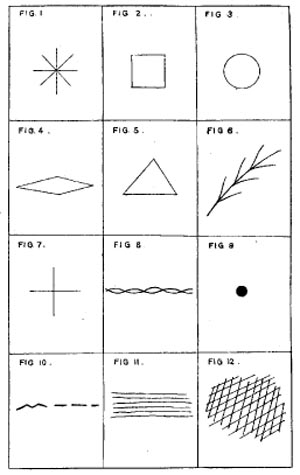 FIG. 1
FIG 2 ..
FIG 3 .
FIG. 4 .
FIG 5 .
FIG 6 .
FIG 7.
FIG 8
FIG 9
FIG 10 .
FIG 11 .
FIG 12 .